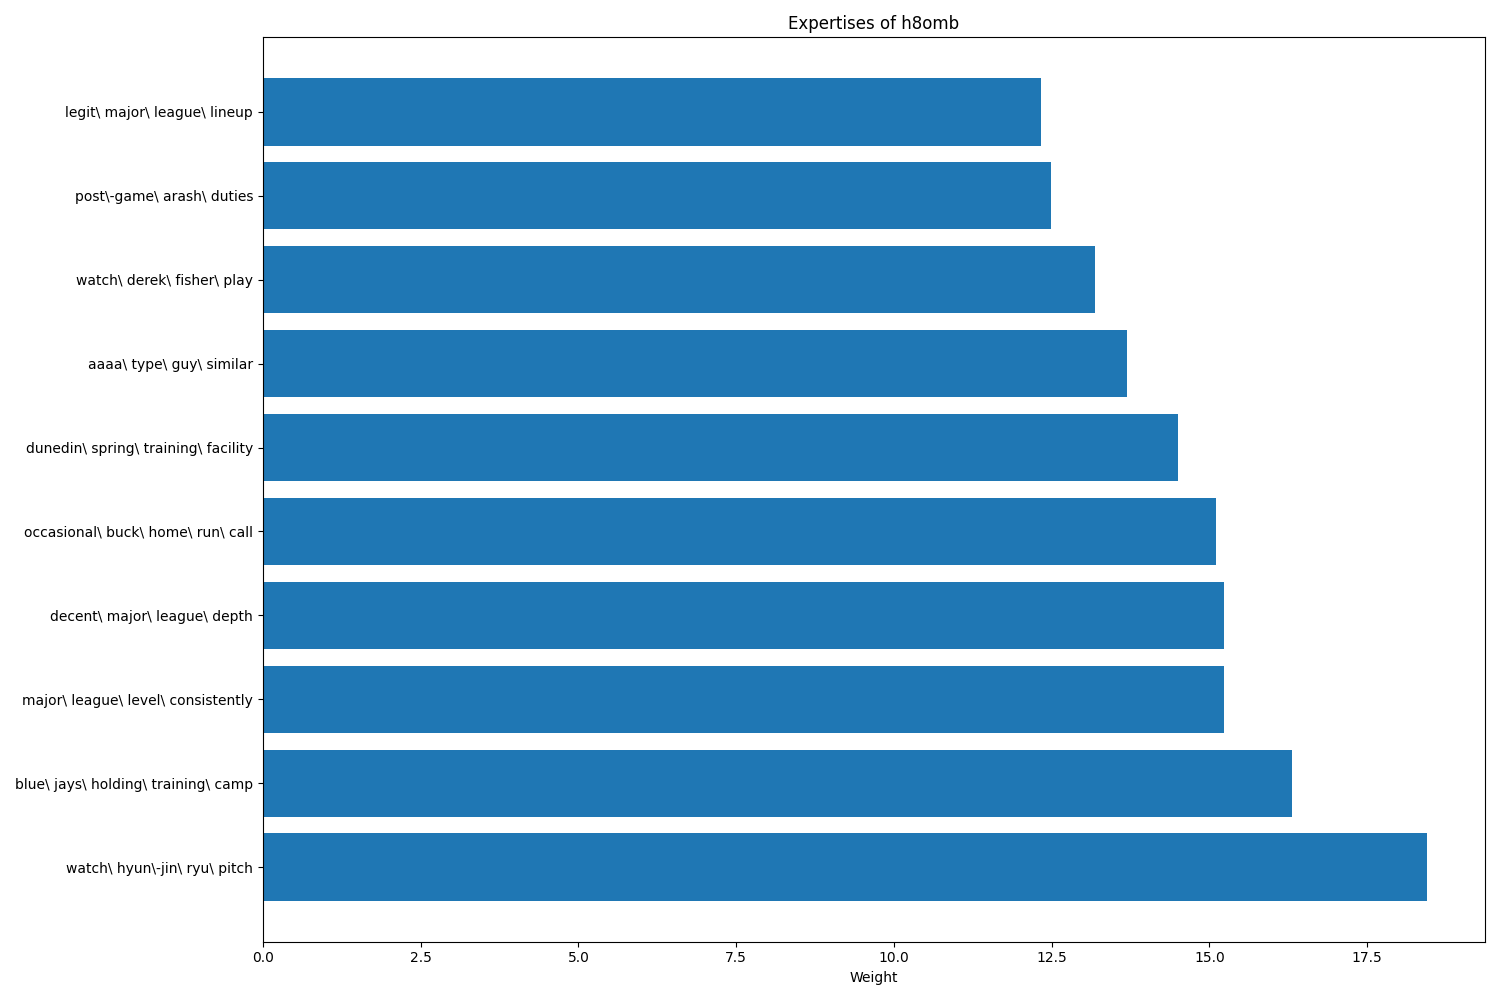 Expertises of h8omb
legit\ major\ league\ lineup
post\-game\ arash\ duties
watch\ derek\ fisher\ play
aaaa\ type\ guy\ similar
dunedin\ spring\ training\ facility
occasional\ buck\ home\ run\ call
decent\ major\ league\ depth
major\ league\ level\ consistently
blue\ jays\ holding\ training\ camp
watch\ hyun\-jin\ ryu\ pitch
0.0 2.5 5.0 7.5 10.0 12.5 15.0 17.5
Weight